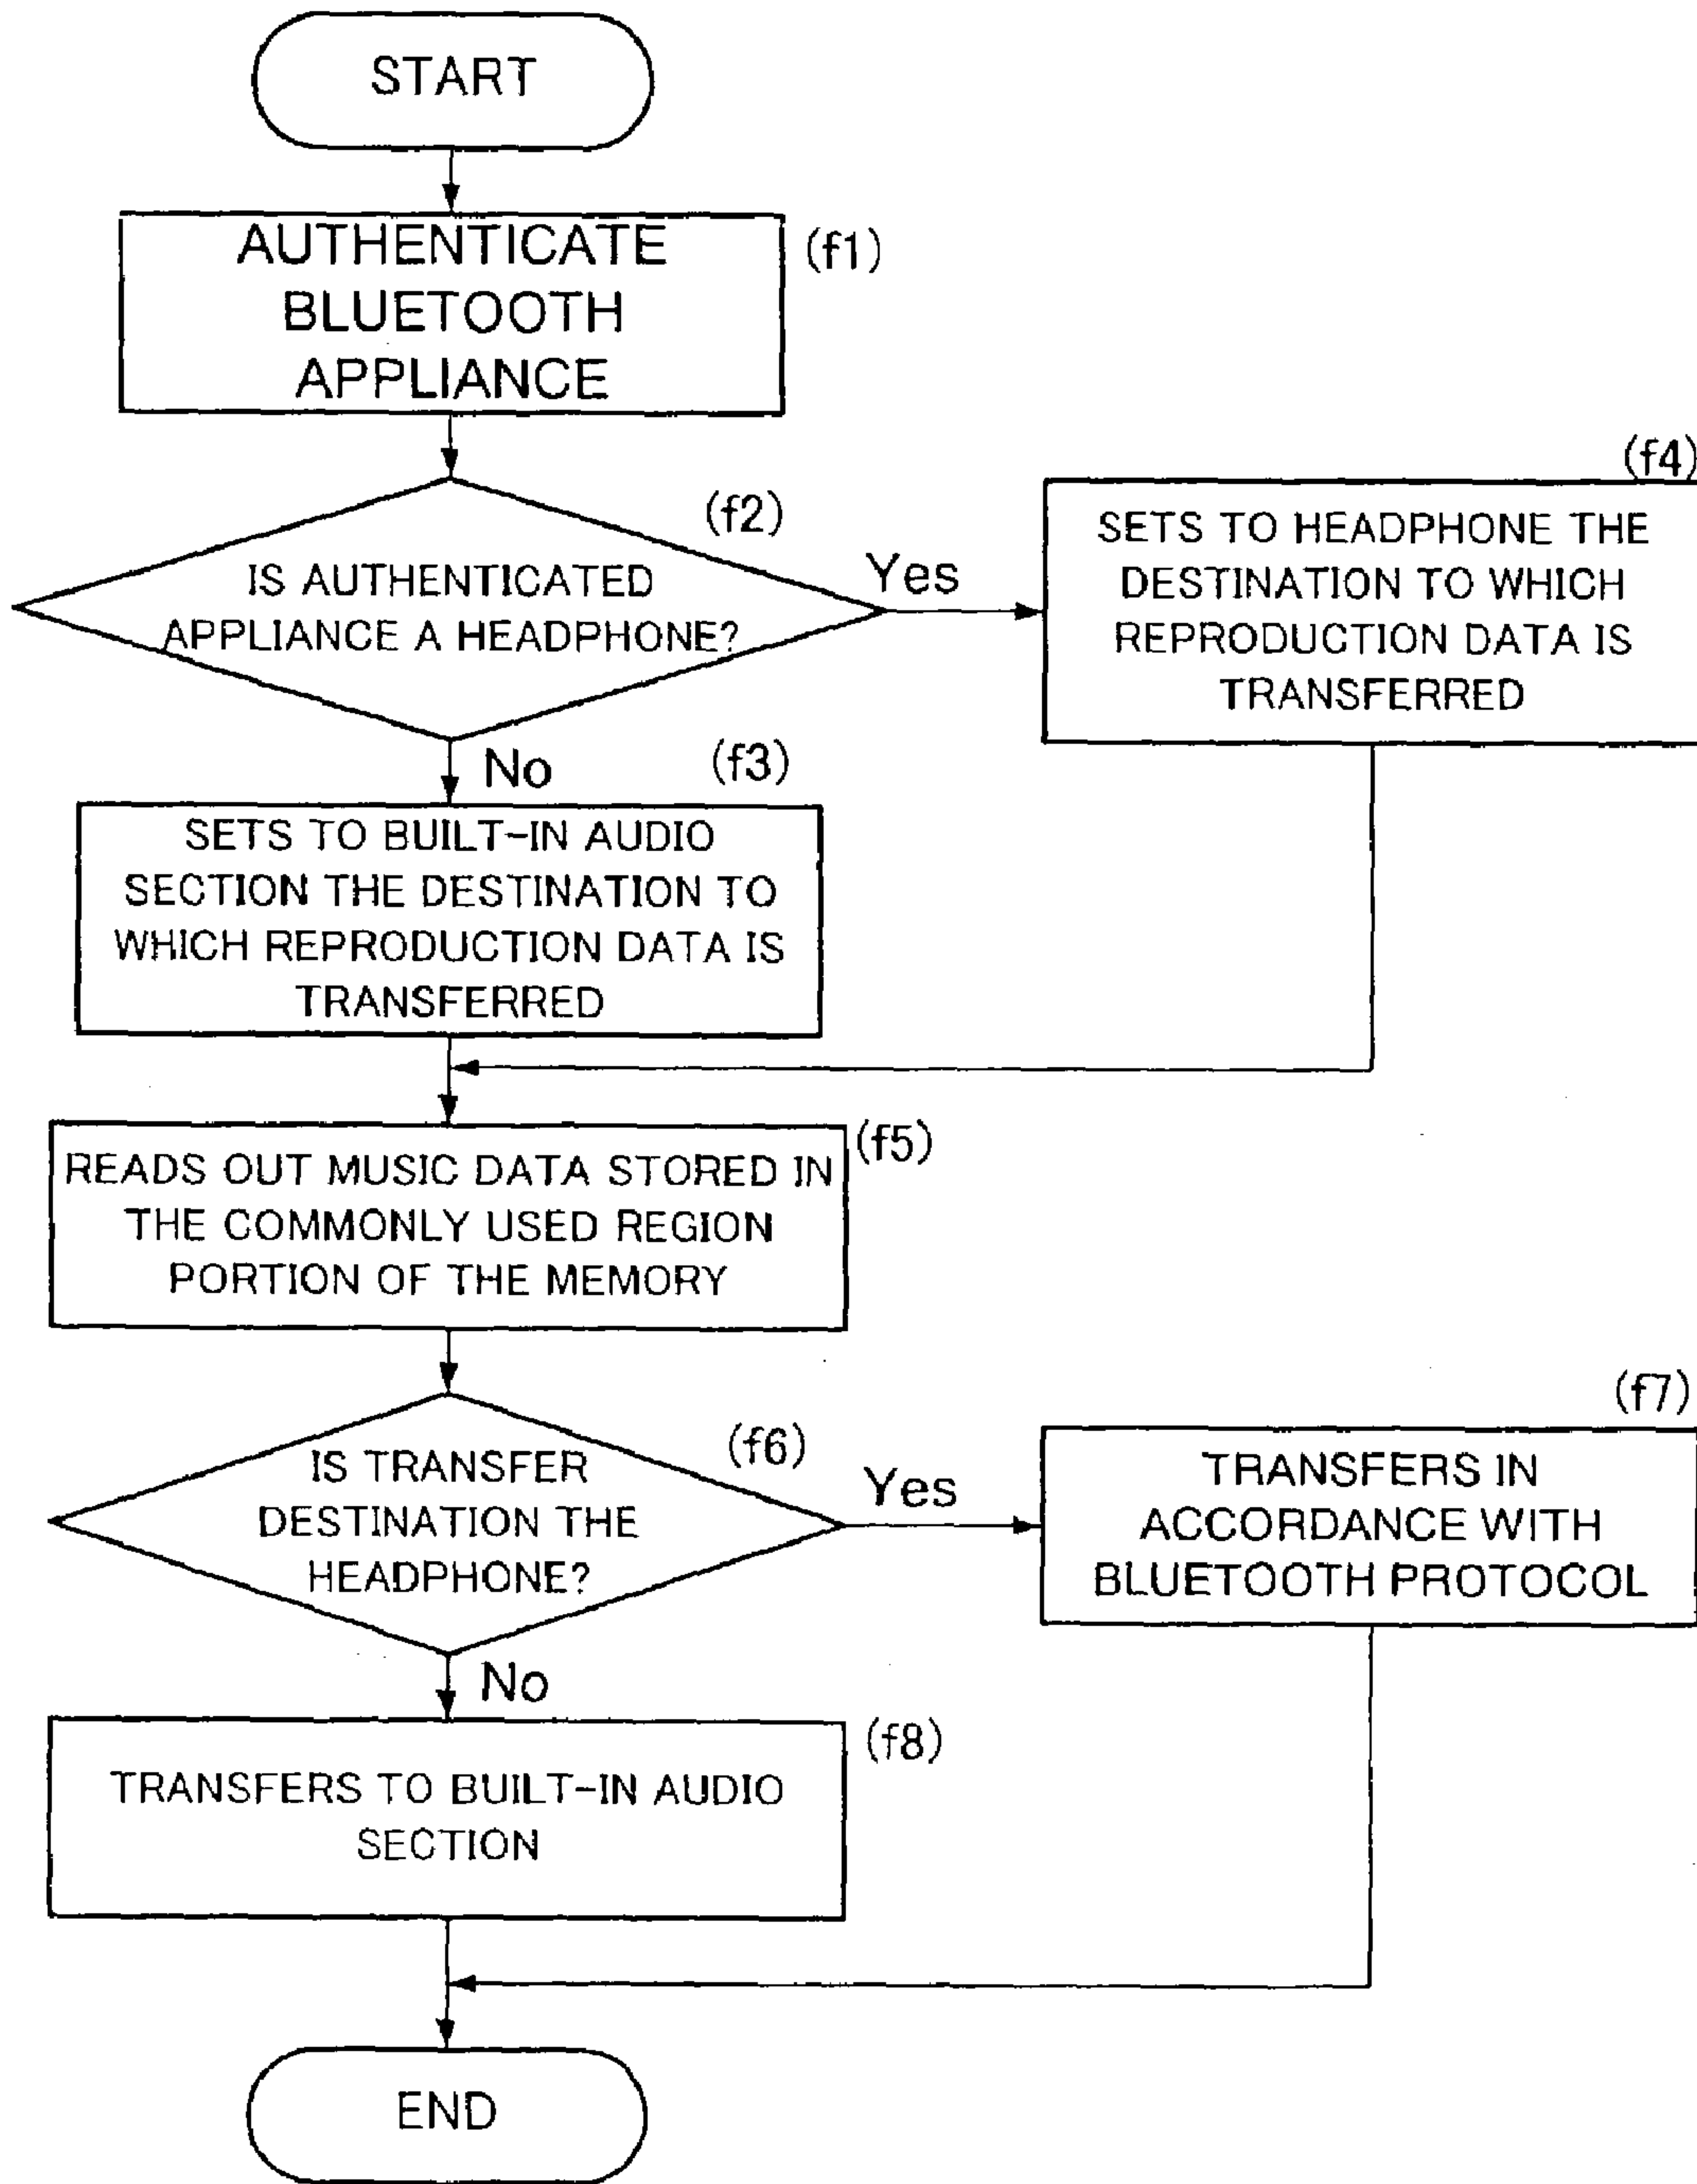 START
AUTHENTICATE
BLUETOOTH
APPLIANCE
(f1)
(f2)
IS AUTHENTICATED
APPLIANCE A HEADPHONE?
Yes
(f4)
SETS TO HEADPHONE THE
DESTINATION TO WHICH
REPRODUCTION DATA IS
TRANSFERRED
No
(f3)
SETS TO BUILT-IN AUDIO
SECTION THE DESTINATION TO
WHICH REPRODUCTION DATA IS
TRANSFERRED
(f5)
READS OUT MUSIC DATA STORED IN
THE COMMONLY USED REGION
PORTION OF THE MEMORY
(f6)
IS TRANSFER
DESTINATION THE
HEADPHONE?
Yes
(f7)
TRANSFERS IN
ACCORDANCE WITH
BLUETOOTH PROTOCOL
No
(f8)
TRANSFERS TO BUILT-IN AUDIO
SECTION
END